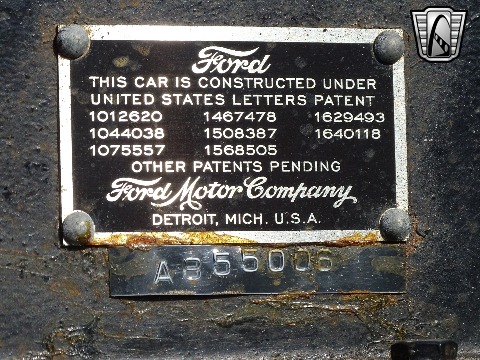 Ford
THIS CAR IS CONSTRUCTED UNDER
UNITED STATES LETTERS PATENT
1012620 1467478 1629493
1044038 1508387 1640118
1075557 1568505
OTHER PATENTS PENDING
Ford Motor Company
DETROIT, MICH. U.S.A.
AB55006